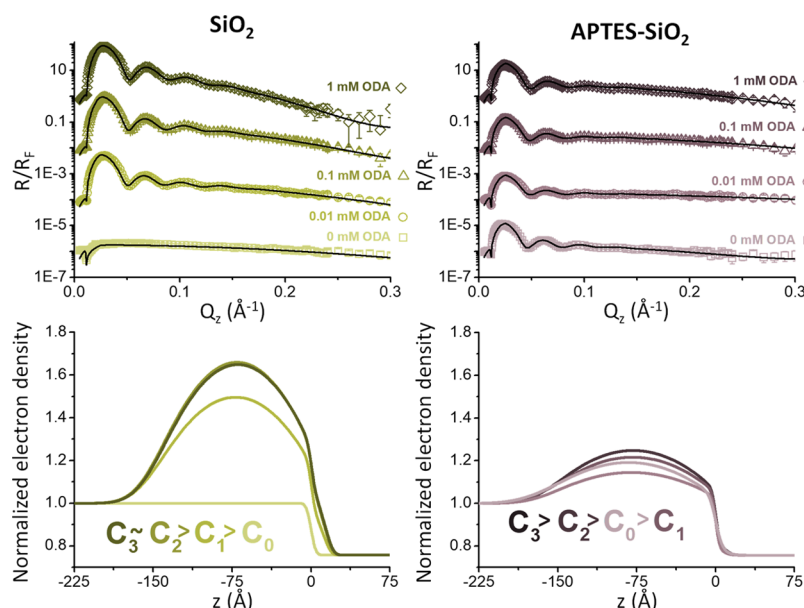 SiO₂
APTES-SiO₂
R/R_F
10
0.1
1E-3
1E-5
1E-7
1 mM ODA
0.1 mM ODA
0.01 mM ODA
0 mM ODA
0.0
0.1
0.2
0.3
Q_z (Å⁻¹)
10
0.1
1E-3
1E-5
1E-7
1 mM ODA
0.1 mM ODA
0.01 mM ODA
0 mM ODA
0.0
0.1
0.2
0.3
Q_z (Å⁻¹)
Normalized electron density
1.8
1.6
1.4
1.2
1.0
0.8
C₃~ C₂> C₁> C₀
-225
-150
-75
0
75
z (Å)
Normalized electron density
1.8
1.6
1.4
1.2
1.0
0.8
C₃> C₂> C₀> C₁
-225
-150
-75
0
75
z (Å)